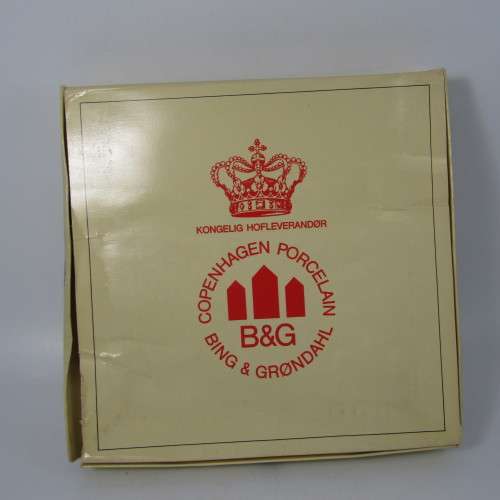 KONGELIG HOFLEVERANDØR
COPENHAGEN PORCELAIN
B&G
BING & GRØNDAHL